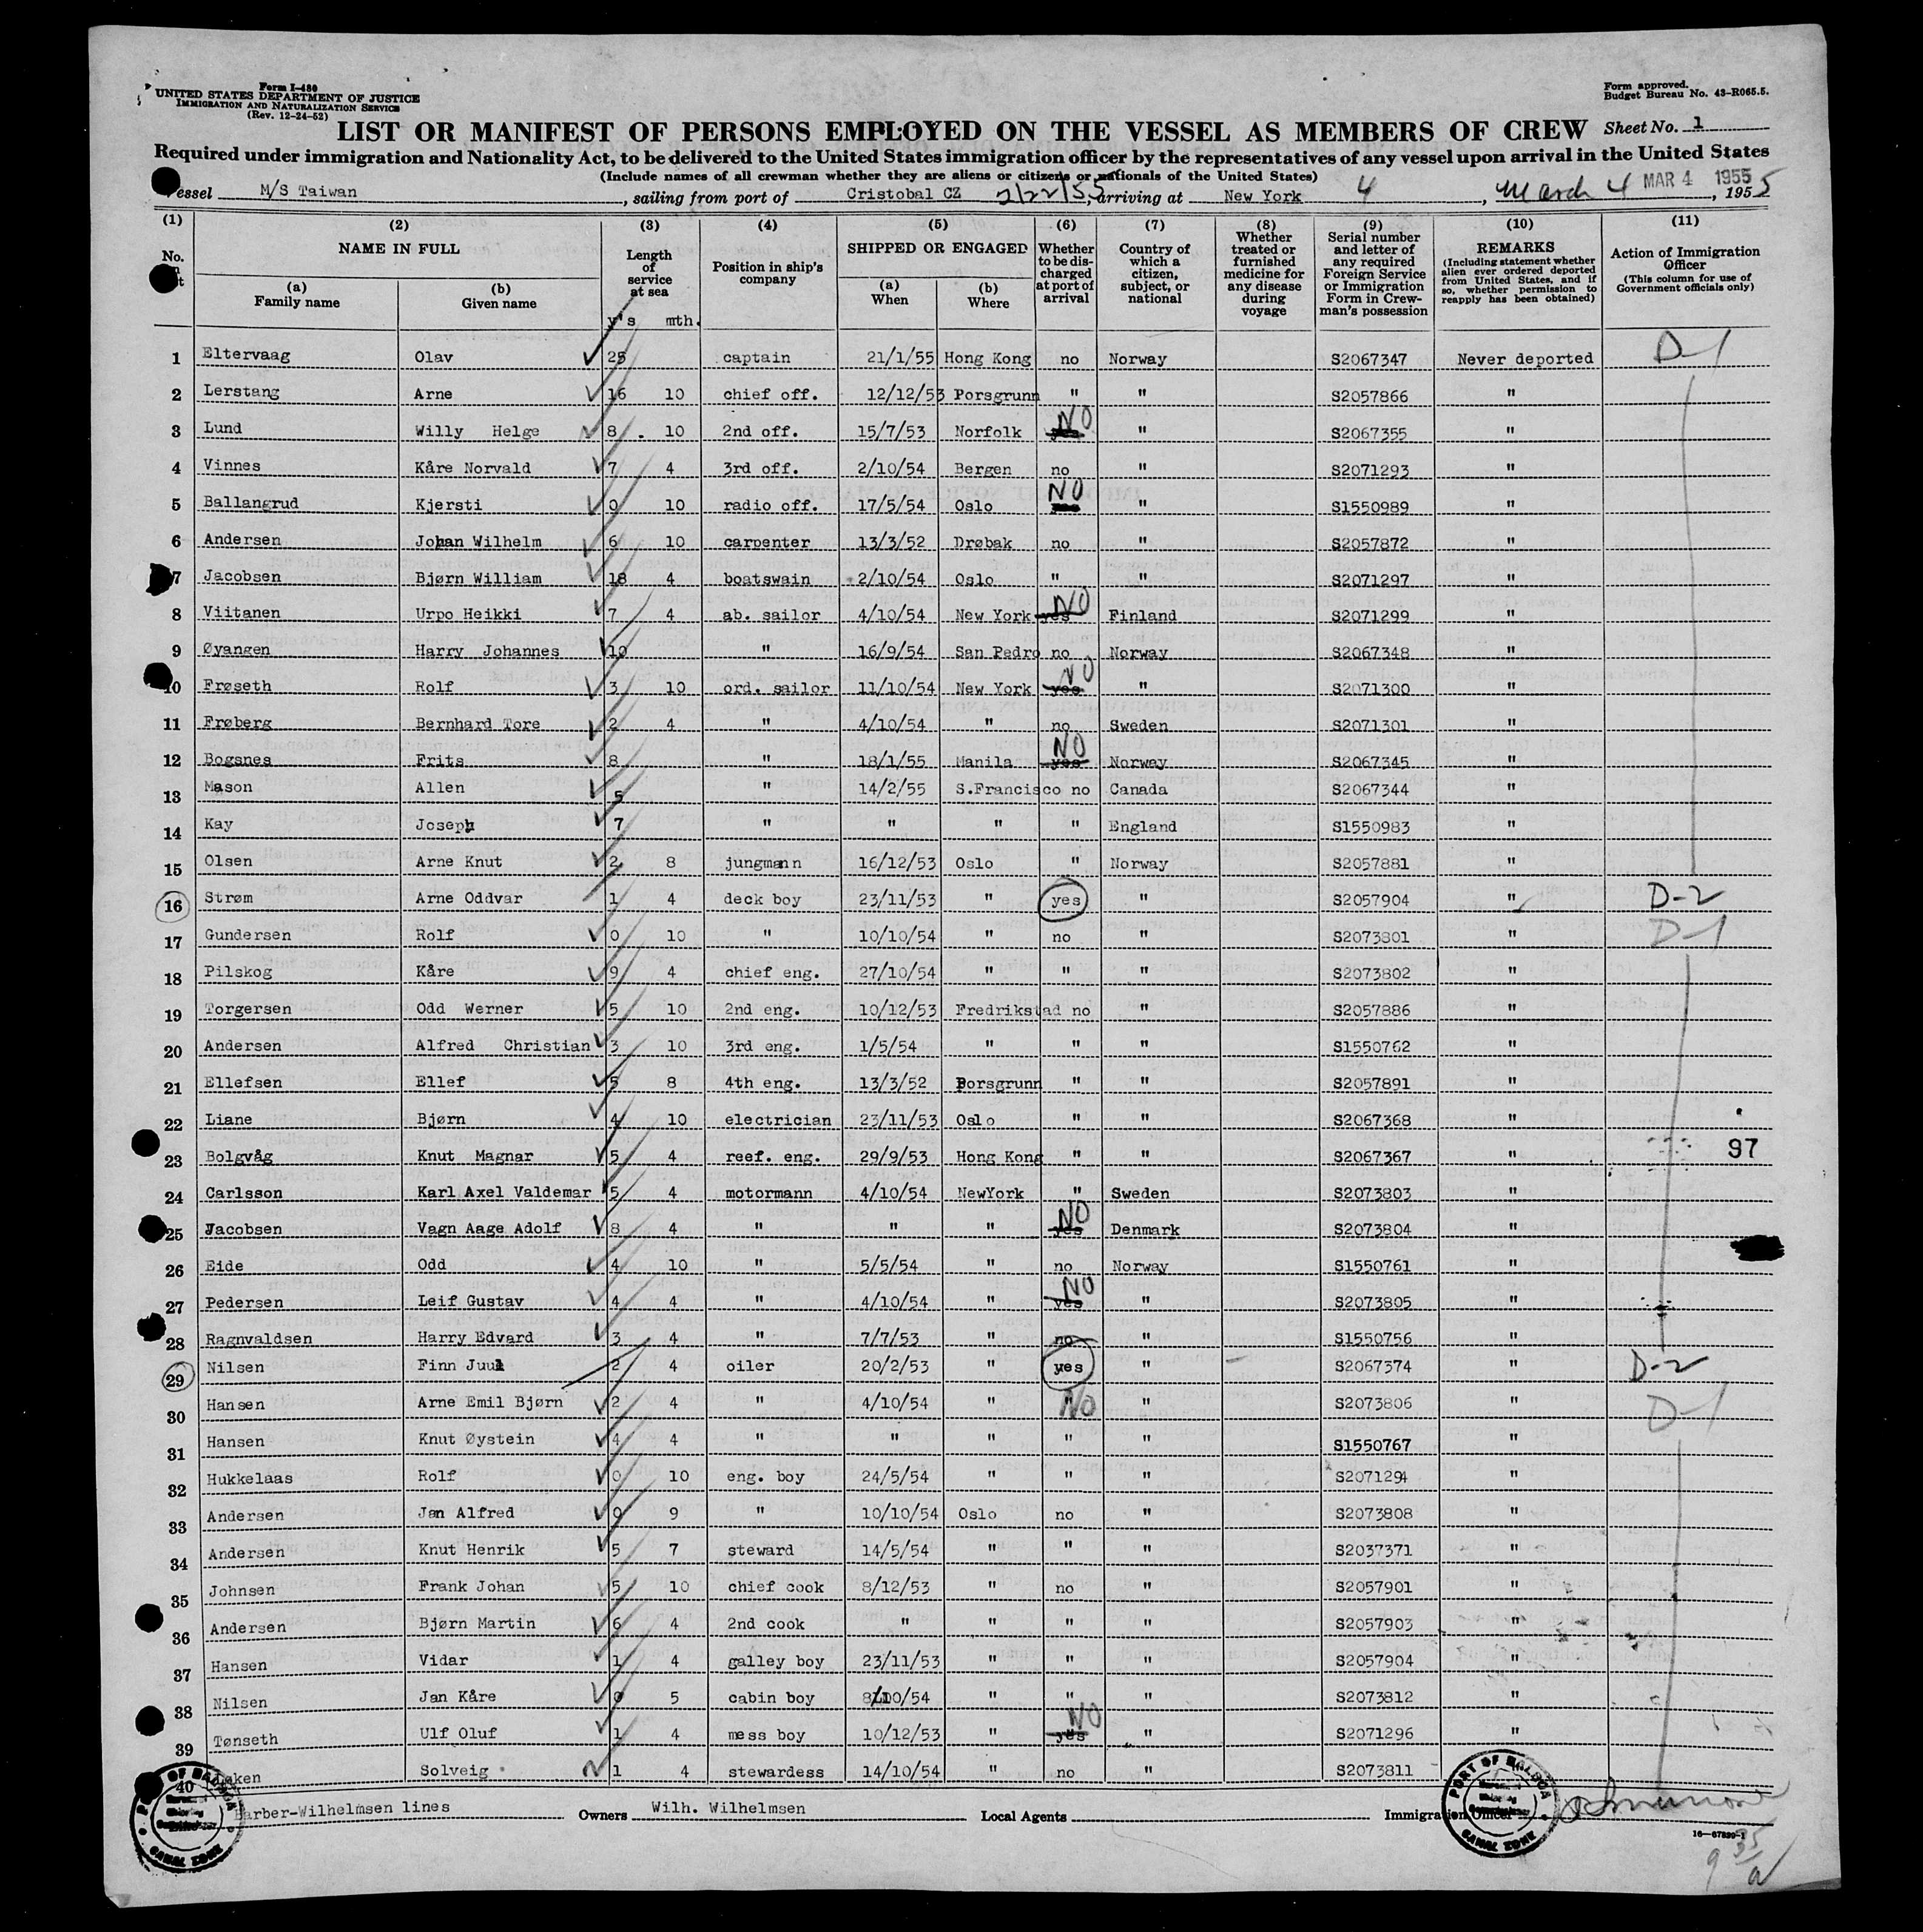 Form I-480
UNITED STATES DEPARTMENT OF JUSTICE
IMMIGRATION AND NATURALIZATION SERVICE
(Rev. 12-24-52)
Form approved.
Budget Bureau No. 43-R065.5.
LIST OR MANIFEST OF PERSONS EMPLOYED ON THE VESSEL AS MEMBERS OF CREW Sheet No. 1
Required under immigration and Nationality Act, to be delivered to the United States immigration officer by the representatives of any vessel upon arrival in the United States
(Include names of all crewman whether they are aliens or citizens or nationals of the United States)
Vessel M/S Taiwan, sailing from port of Cristobal CZ 2/22/55, arriving at New York 4, March 4 MAR 4 1955, 1955
(1) (2) (3) (4) (5) (6) (7) (8) (9) (10) (11)
No. NAME IN FULL (a) Family name (b) Given name Length of service at sea y's mth. Position in ship's company SHIPPED OR ENGAGED (a) When (b) Where Whether to be discharged at port of arrival Country of which a citizen, subject, or national Whether treated or furnished medicine for any disease during voyage Serial number and letter of any required Foreign Service or Immigration Form in Crewman's possession REMARKS (Including statement whether alien ever ordered deported from United States, and if so, whether permission to reapply has been obtained) Action of Immigration Officer (This column for use of Government officials only)
1 Eltervaag Olav 25 captain 21/1/55 Hong Kong no Norway S2067347 Never deported D-1
2 Lerstang Arne 16 10 chief off. 12/12/53 Porsgrunn " " S2057866 "
3 Lund Willy Helge 8 10 2nd off. 15/7/53 Norfolk yes NO " S2067355 "
4 Vinnes Kåre Norvald 7 4 3rd off. 2/10/54 Bergen no " S2071293 "
5 Ballangrud Kjersti 0 10 radio off. 17/5/54 Oslo NO " S1550989 "
6 Andersen Johan Wilhelm 6 10 carpenter 13/3/52 Drøbak no " S2057872 "
7 Jacobsen Bjørn William 18 4 boatswain 2/10/54 Oslo " " S2071297 "
8 Viitanen Urpo Heikki 7 4 ab. sailor 4/10/54 New York yes NO Finland S2071299 "
9 Øyangen Harry Johannes 10 " 16/9/54 San Pedro no Norway S2067348 "
10 Frøseth Rolf 3 10 ord. sailor 11/10/54 New York yes NO " S2071300 "
11 Frøberg Bernhard Tore 2 4 " 4/10/54 " no Sweden S2071301 "
12 Bogsnes Frits 8 " 18/1/55 Manila yes NO Norway S2067345 "
13 Mason Allen 5 " 14/2/55 S.Francisco no Canada S2067344 "
14 Kay Joseph 7 " " " " England S1550983 "
15 Olsen Arne Knut 2 8 jungmann 16/12/53 Oslo " Norway S2057881 "
16 Strøm Arne Oddvar 1 4 deck boy 23/11/53 " yes " S2057904 " D-2
17 Gundersen Rolf 0 10 " 10/10/54 " no " S2073801 " D-1
18 Pilskog Kåre 9 4 chief eng. 27/10/54 " " " S2073802 "
19 Torgersen Odd Werner 5 10 2nd eng. 10/12/53 Fredrikstad no " S2057886 "
20 Andersen Alfred Christian 3 10 3rd eng. 1/5/54 " " " S1550762 "
21 Ellefsen Ellef 5 8 4th eng. 13/3/52 Porsgrunn " " S2057891 "
22 Liane Bjørn 4 10 electrician 23/11/53 Oslo " " S2067368 "
23 Bolgvåg Knut Magnar 5 4 reef. eng. 29/9/53 Hong Kong " " S2067367 " 97
24 Carlsson Karl Axel Valdemar 5 4 motormann 4/10/54 NewYork " Sweden S2073803 "
25 Jacobsen Vagn Aage Adolf 8 4 " " " yes NO Denmark S2073804 "
26 Eide Odd 4 10 " 5/5/54 " no Norway S1550761 "
27 Pedersen Leif Gustav 4 4 " 4/10/54 " yes NO " S2073805 "
28 Ragnvaldsen Harry Edvard 3 4 " 7/7/53 " no " S1550756 "
29 Nilsen Finn Juul 2 4 oiler 20/2/53 " yes " S2067374 " D-2
30 Hansen Arne Emil Bjørn 2 4 " 4/10/54 " " NO " S2073806 " D-1
31 Hansen Knut Øystein 4 4 " " " " " S1550767 "
32 Hukkelaas Rolf 0 10 eng. boy 24/5/54 " " " S2071294 "
33 Andersen Jan Alfred 0 9 " 10/10/54 Oslo no " S2073808 "
34 Andersen Knut Henrik 5 7 steward 14/5/54 " " " S2037371 "
35 Johnsen Frank Johan 5 10 chief cook 8/12/53 " no " S2057901 "
36 Andersen Bjørn Martin 6 4 2nd cook " " " " S2057903 "
37 Hansen Vidar 1 4 galley boy 23/11/53 " " " S2057904 "
38 Nilsen Jan Kåre 0 5 cabin boy 8/10/54 " " " S2073812 "
39 Tønseth Ulf Oluf 1 4 mess boy 10/12/53 " yes NO " S2071296 "
40 Solveig 1 4 stewardess 14/10/54 " no " S2073811 "
Barber-Wilhelmsen lines Owners Wilh. Wilhelmsen Local Agents Immigration Officer
PORT OF BALBOA CANAL ZONE
PORT OF BALBOA CANAL ZONE
16-67880-1
9 35/a